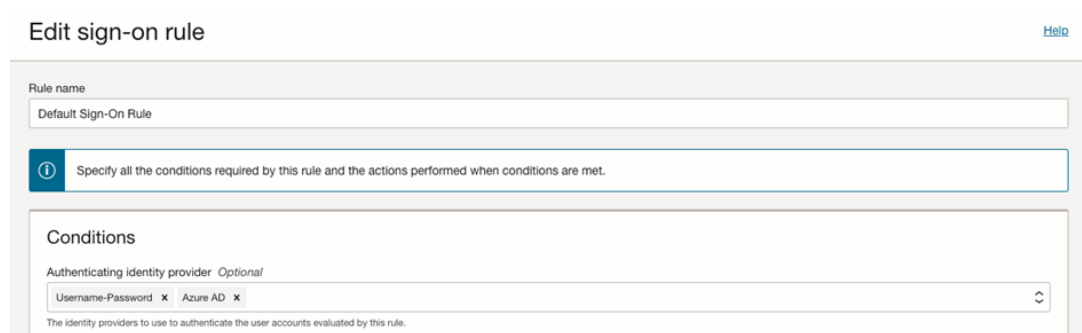 Edit sign-on rule
Help
Rule name
Default Sign-On Rule
Specify all the conditions required by this rule and the actions performed when conditions are met.
Conditions
Authenticating identity provider Optional
Username-Password × Azure AD ×
The identity providers to use to authenticate the user accounts evaluated by this rule.